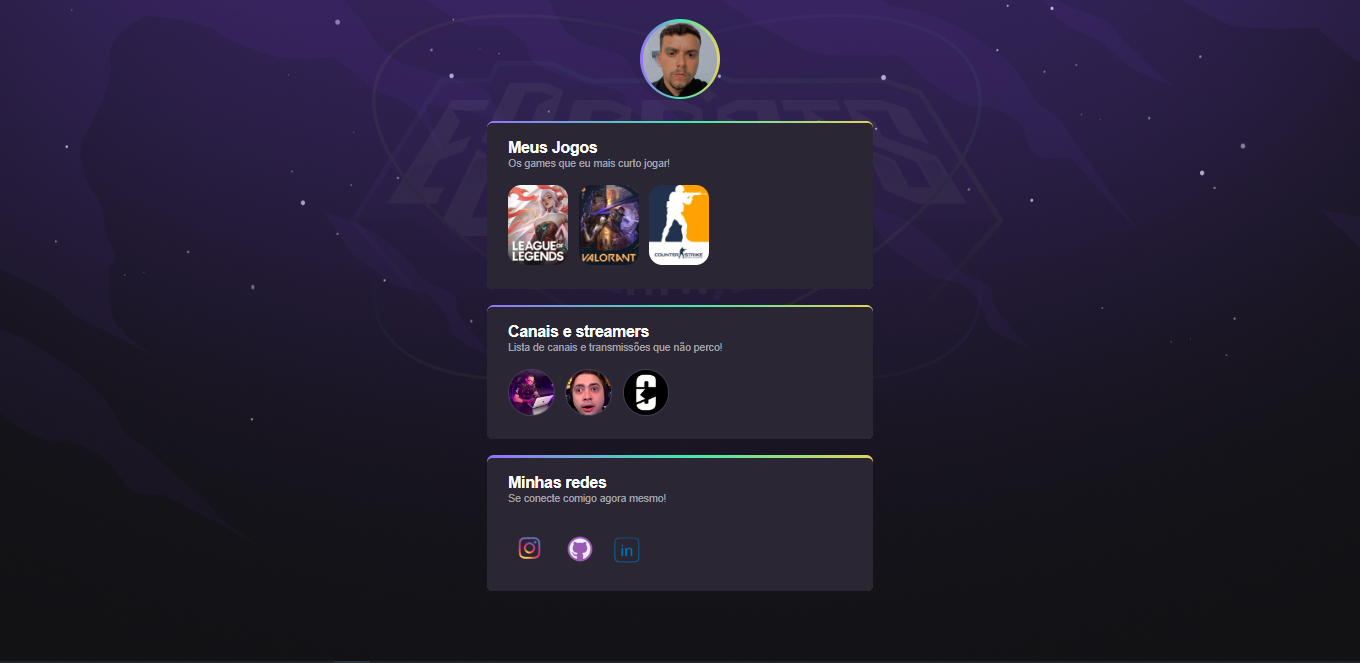 Meus Jogos
Os games que eu mais curto jogar!
LEAGUE OF
LEGENDS
VALORANT
COUNTER STRIKE
Canais e streamers
Lista de canais e transmissões que não perco!
Minhas redes
Se conecte comigo agora mesmo!
in